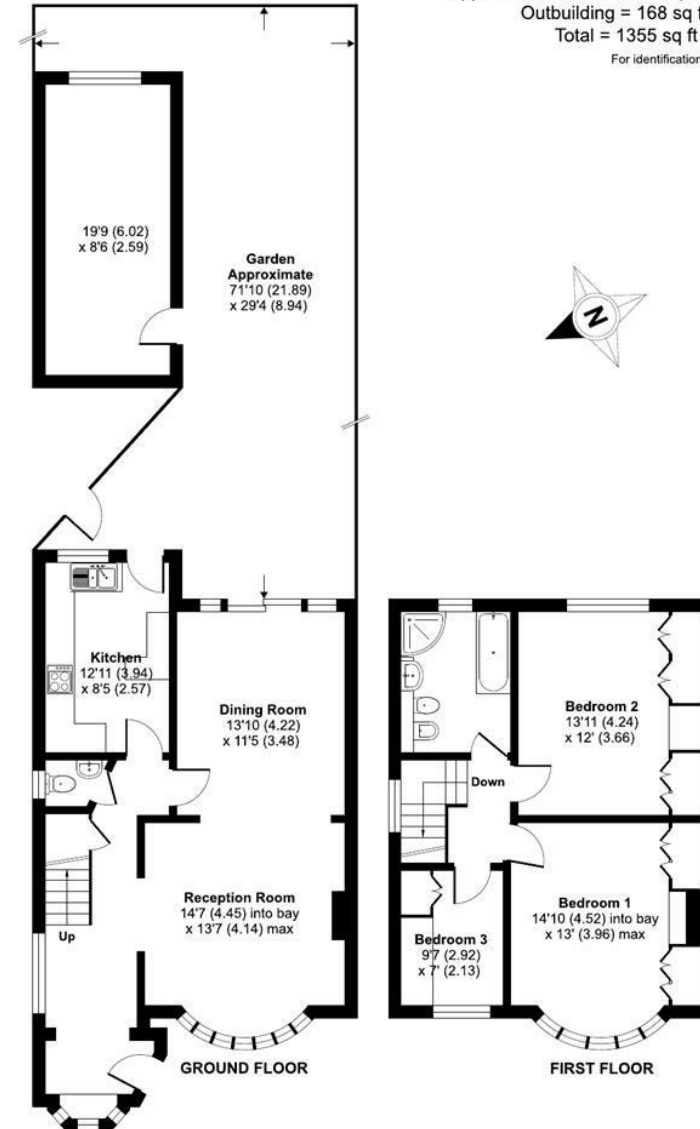 Outbuilding = 168 sq
Total = 1355 sq ft
For identification
19'9 (6.02)
x 8'6 (2.59)
Garden
Approximate
71'10 (21.89)
x 29'4 (8.94)
N
Kitchen
12'11 (3.94)
x 8'5 (2.57)
Dining Room
13'10 (4.22)
x 11'5 (3.48)
Reception Room
14'7 (4.45) into bay
x 13'7 (4.14) max
Up
GROUND FLOOR
Down
Bedroom 2
13'11 (4.24)
x 12' (3.66)
Bedroom 1
14'10 (4.52) into bay
x 13' (3.96) max
Bedroom 3
9'7 (2.92)
x 7' (2.13)
FIRST FLOOR